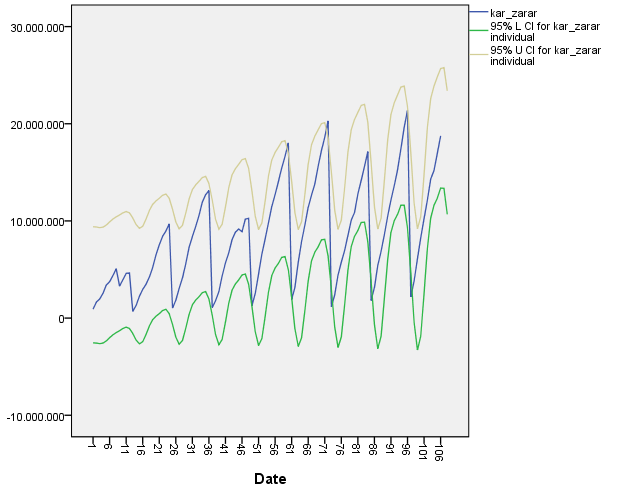 kar_zarar
95% L CI for kar_zarar
individual
95% U CI for kar_zarar
individual
30.000.000
20.000.000
10.000.000
0
-10.000.000
1 6 11 16 21 26 31 36 41 46 51 56 61 66 71 76 81 86 91 96 101 106
Date